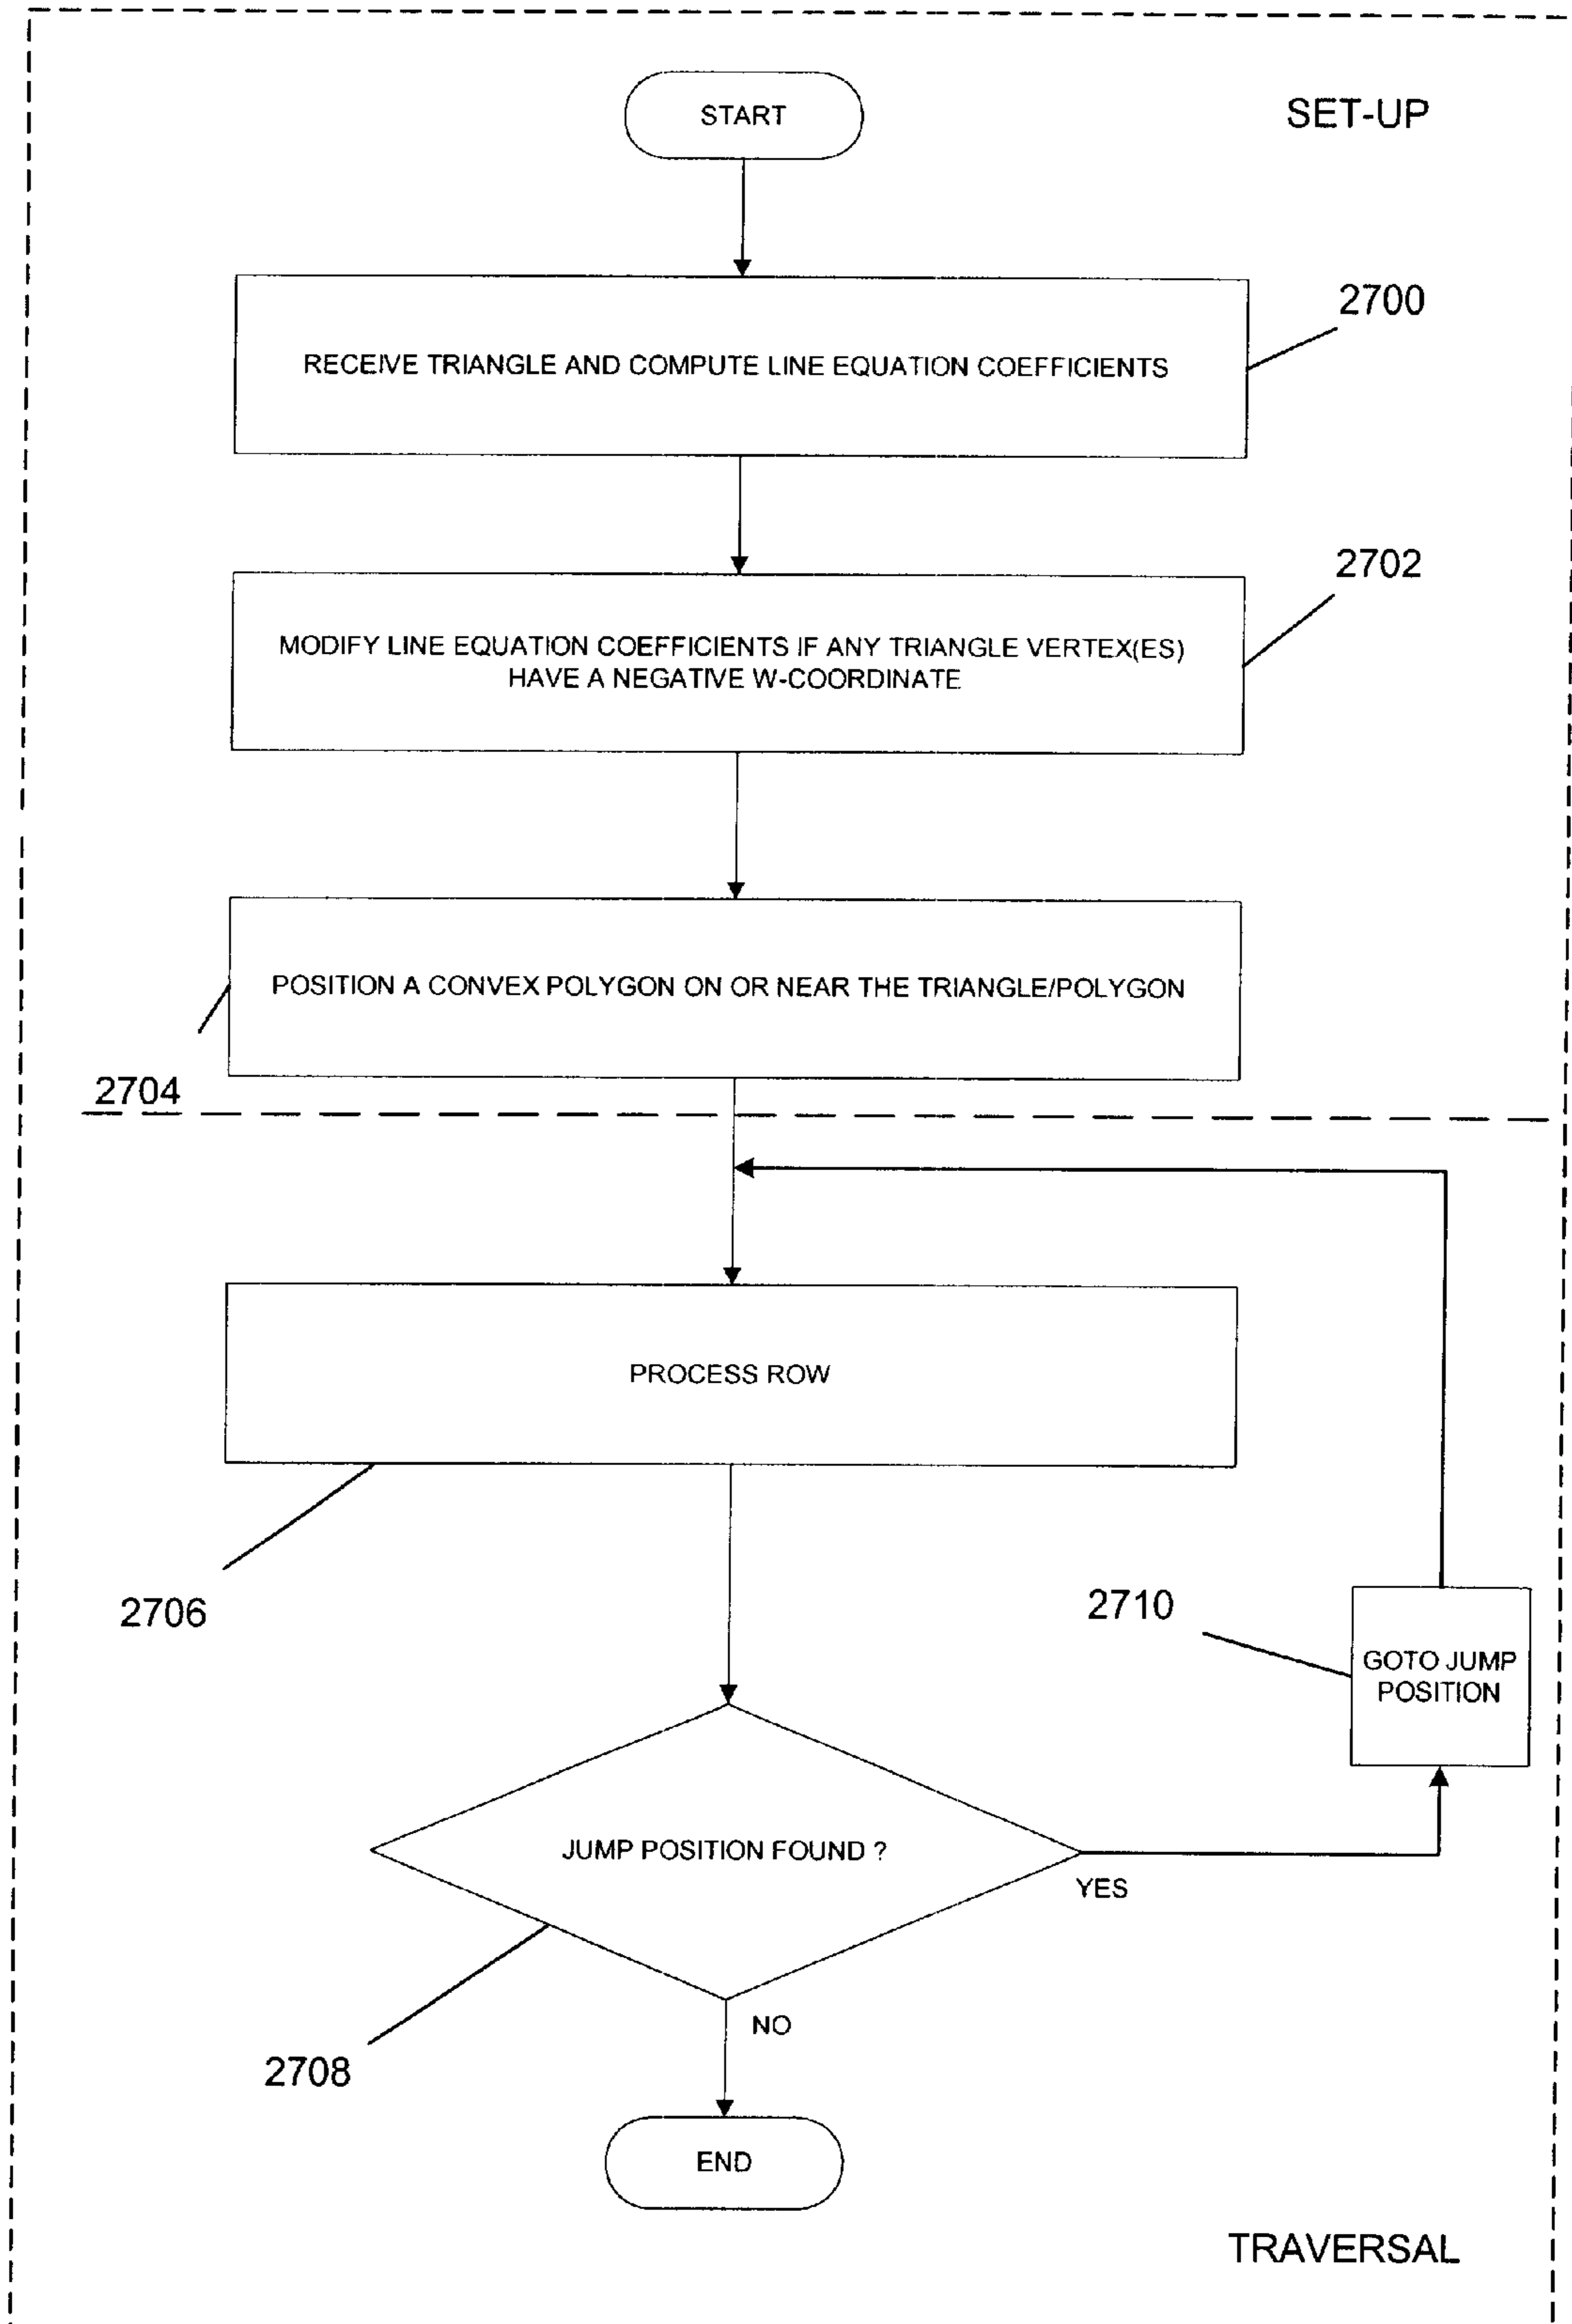 START
SET-UP
2700
RECEIVE TRIANGLE AND COMPUTE LINE EQUATION COEFFICIENTS
2702
MODIFY LINE EQUATION COEFFICIENTS IF ANY TRIANGLE VERTEX(ES)
HAVE A NEGATIVE W-COORDINATE
POSITION A CONVEX POLYGON ON OR NEAR THE TRIANGLE/POLYGON
2704
PROCESS ROW
2706
2710
GOTO JUMP
POSITION
JUMP POSITION FOUND ?
YES
NO
2708
END
TRAVERSAL